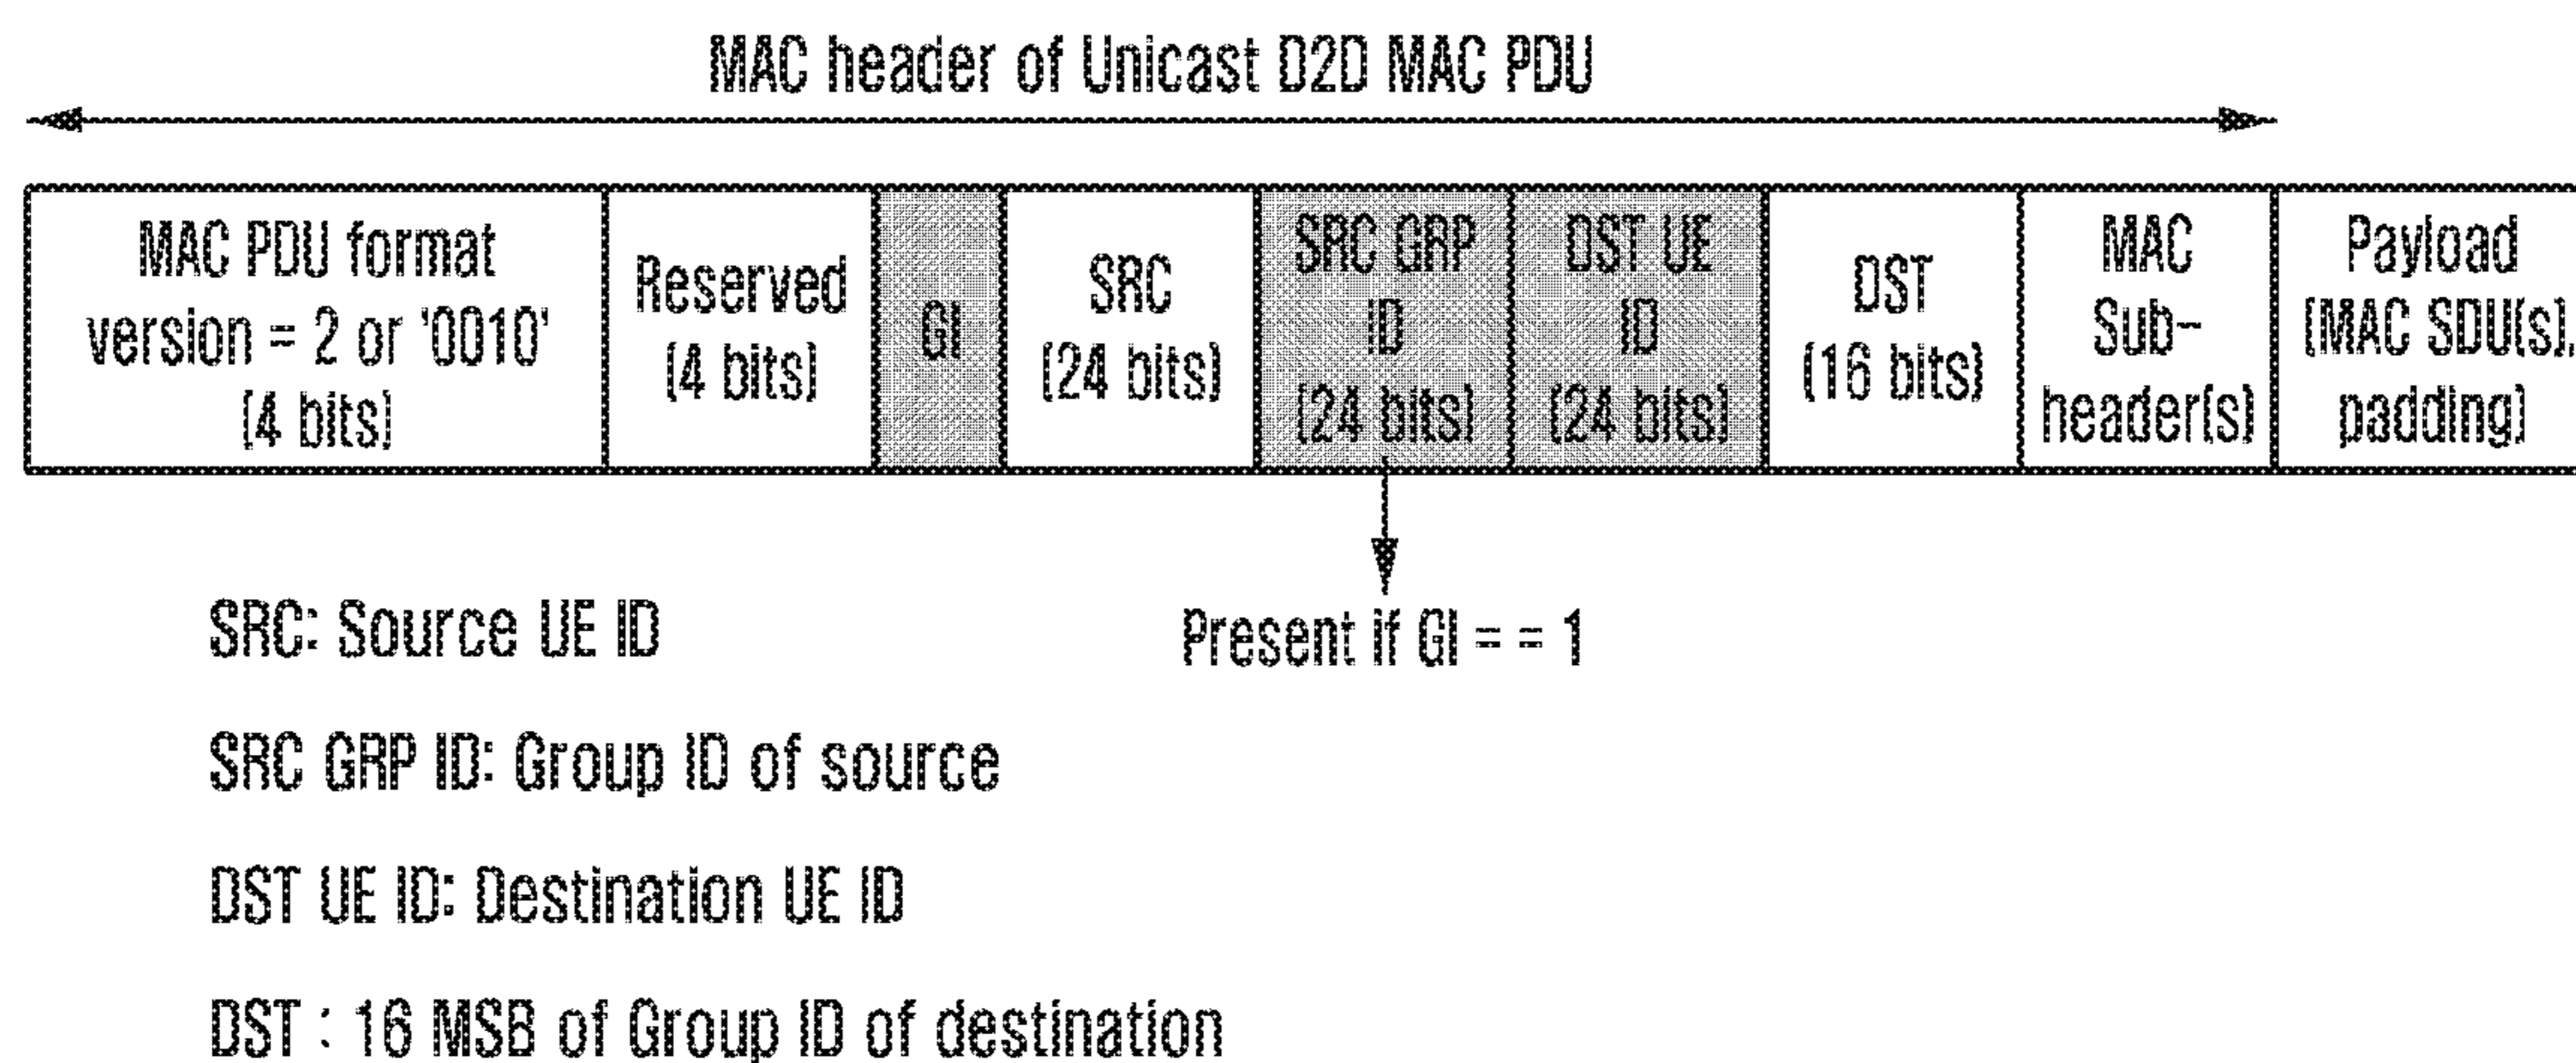 MAC header of Unicast D2D MAC PDU
MAC PDU format
version = 2 or '0010'
(4 bits)
Reserved
(4 bits)
GI
SRC
(24 bits)
SRC GRP
ID
(24 bits)
DST UE
ID
(24 bits)
DST
(16 bits)
MAC
Sub-
header(s)
Payload
(MAC SDU(s),
padding)
Present if GI = = 1
SRC: Source UE ID
SRC GRP ID: Group ID of source
DST UE ID: Destination UE ID
DST : 16 MSB of Group ID of destination